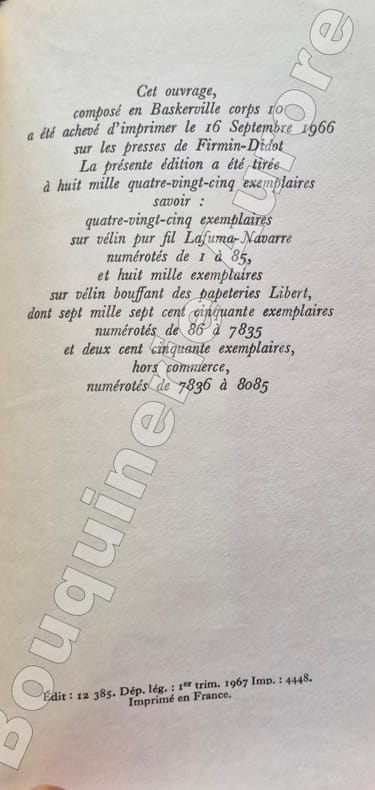 Cet ouvrage,
composé en Baskerville corps 10
a été achevé d'imprimer le 16 Septembre 1966
sur les presses de Firmin-Didot
La présente édition a été tirée
à huit mille quatre-vingt-cinq exemplaires
savoir :
quatre-vingt-cinq exemplaires
sur vélin pur fil Lafuma-Navarre
numérotés de 1 à 85,
et huit mille exemplaires
sur vélin bouffant des papeteries Libert,
dont sept mille sept cent cinquante exemplaires
numérotés de 86 à 7835
et deux cent cinquante exemplaires,
hors commerce,
numérotés de 7836 à 8085
Édit : 12 385. Dép. lég. : 1er trim. 1967 Imp. : 4448.
Imprimé en France.
Bouquinerie Aurore